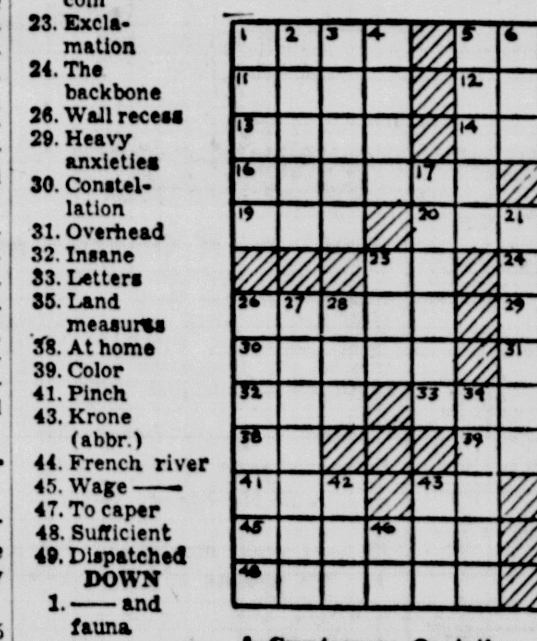 coin
23. Excla-
mation
24. The
backbone
26. Wall recess
29. Heavy
anxieties
30. Constel-
lation
31. Overhead
32. Insane
33. Letters
35. Land
measures
38. At home
39. Color
41. Pinch
43. Krone
(abbr.)
44. French river
45. Wage ——
47. To caper
48. Sufficient
49. Dispatched
DOWN
1. —— and
fauna
1 2 3 4 5 6
11 12
13 14
16 17
19 20 21
23 24
26 27 28 29
30 31
32 33 34
38 39
41 42 43
45 46
48